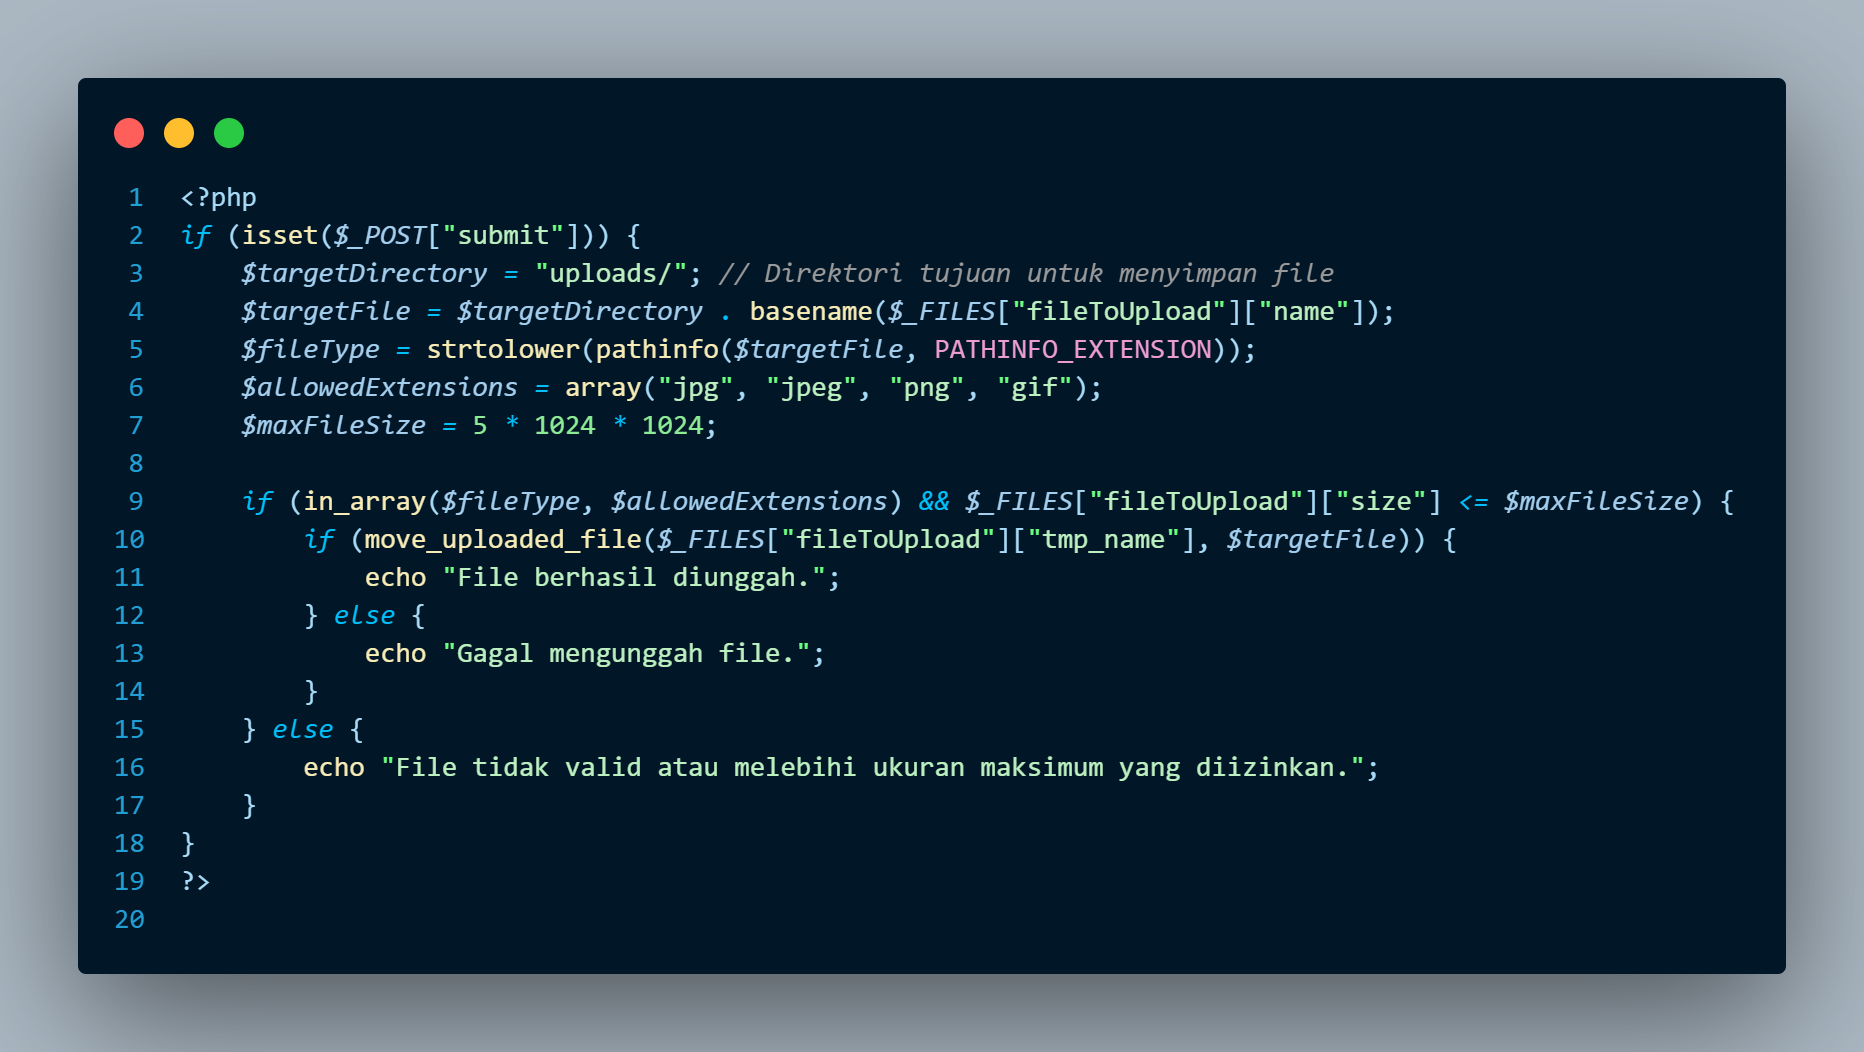 1 <?php
2 if (isset($_POST["submit"])) {
3     $targetDirectory = "uploads/"; // Direktori tujuan untuk menyimpan file
4     $targetFile = $targetDirectory . basename($_FILES["fileToUpload"]["name"]);
5     $fileType = strtolower(pathinfo($targetFile, PATHINFO_EXTENSION));
6     $allowedExtensions = array("jpg", "jpeg", "png", "gif");
7     $maxFileSize = 5 * 1024 * 1024;
8
9     if (in_array($fileType, $allowedExtensions) && $_FILES["fileToUpload"]["size"] <= $maxFileSize) {
10         if (move_uploaded_file($_FILES["fileToUpload"]["tmp_name"], $targetFile)) {
11             echo "File berhasil diunggah.";
12         } else {
13             echo "Gagal mengunggah file.";
14         }
15     } else {
16         echo "File tidak valid atau melebihi ukuran maksimum yang diizinkan.";
17     }
18 }
19 ?>
20